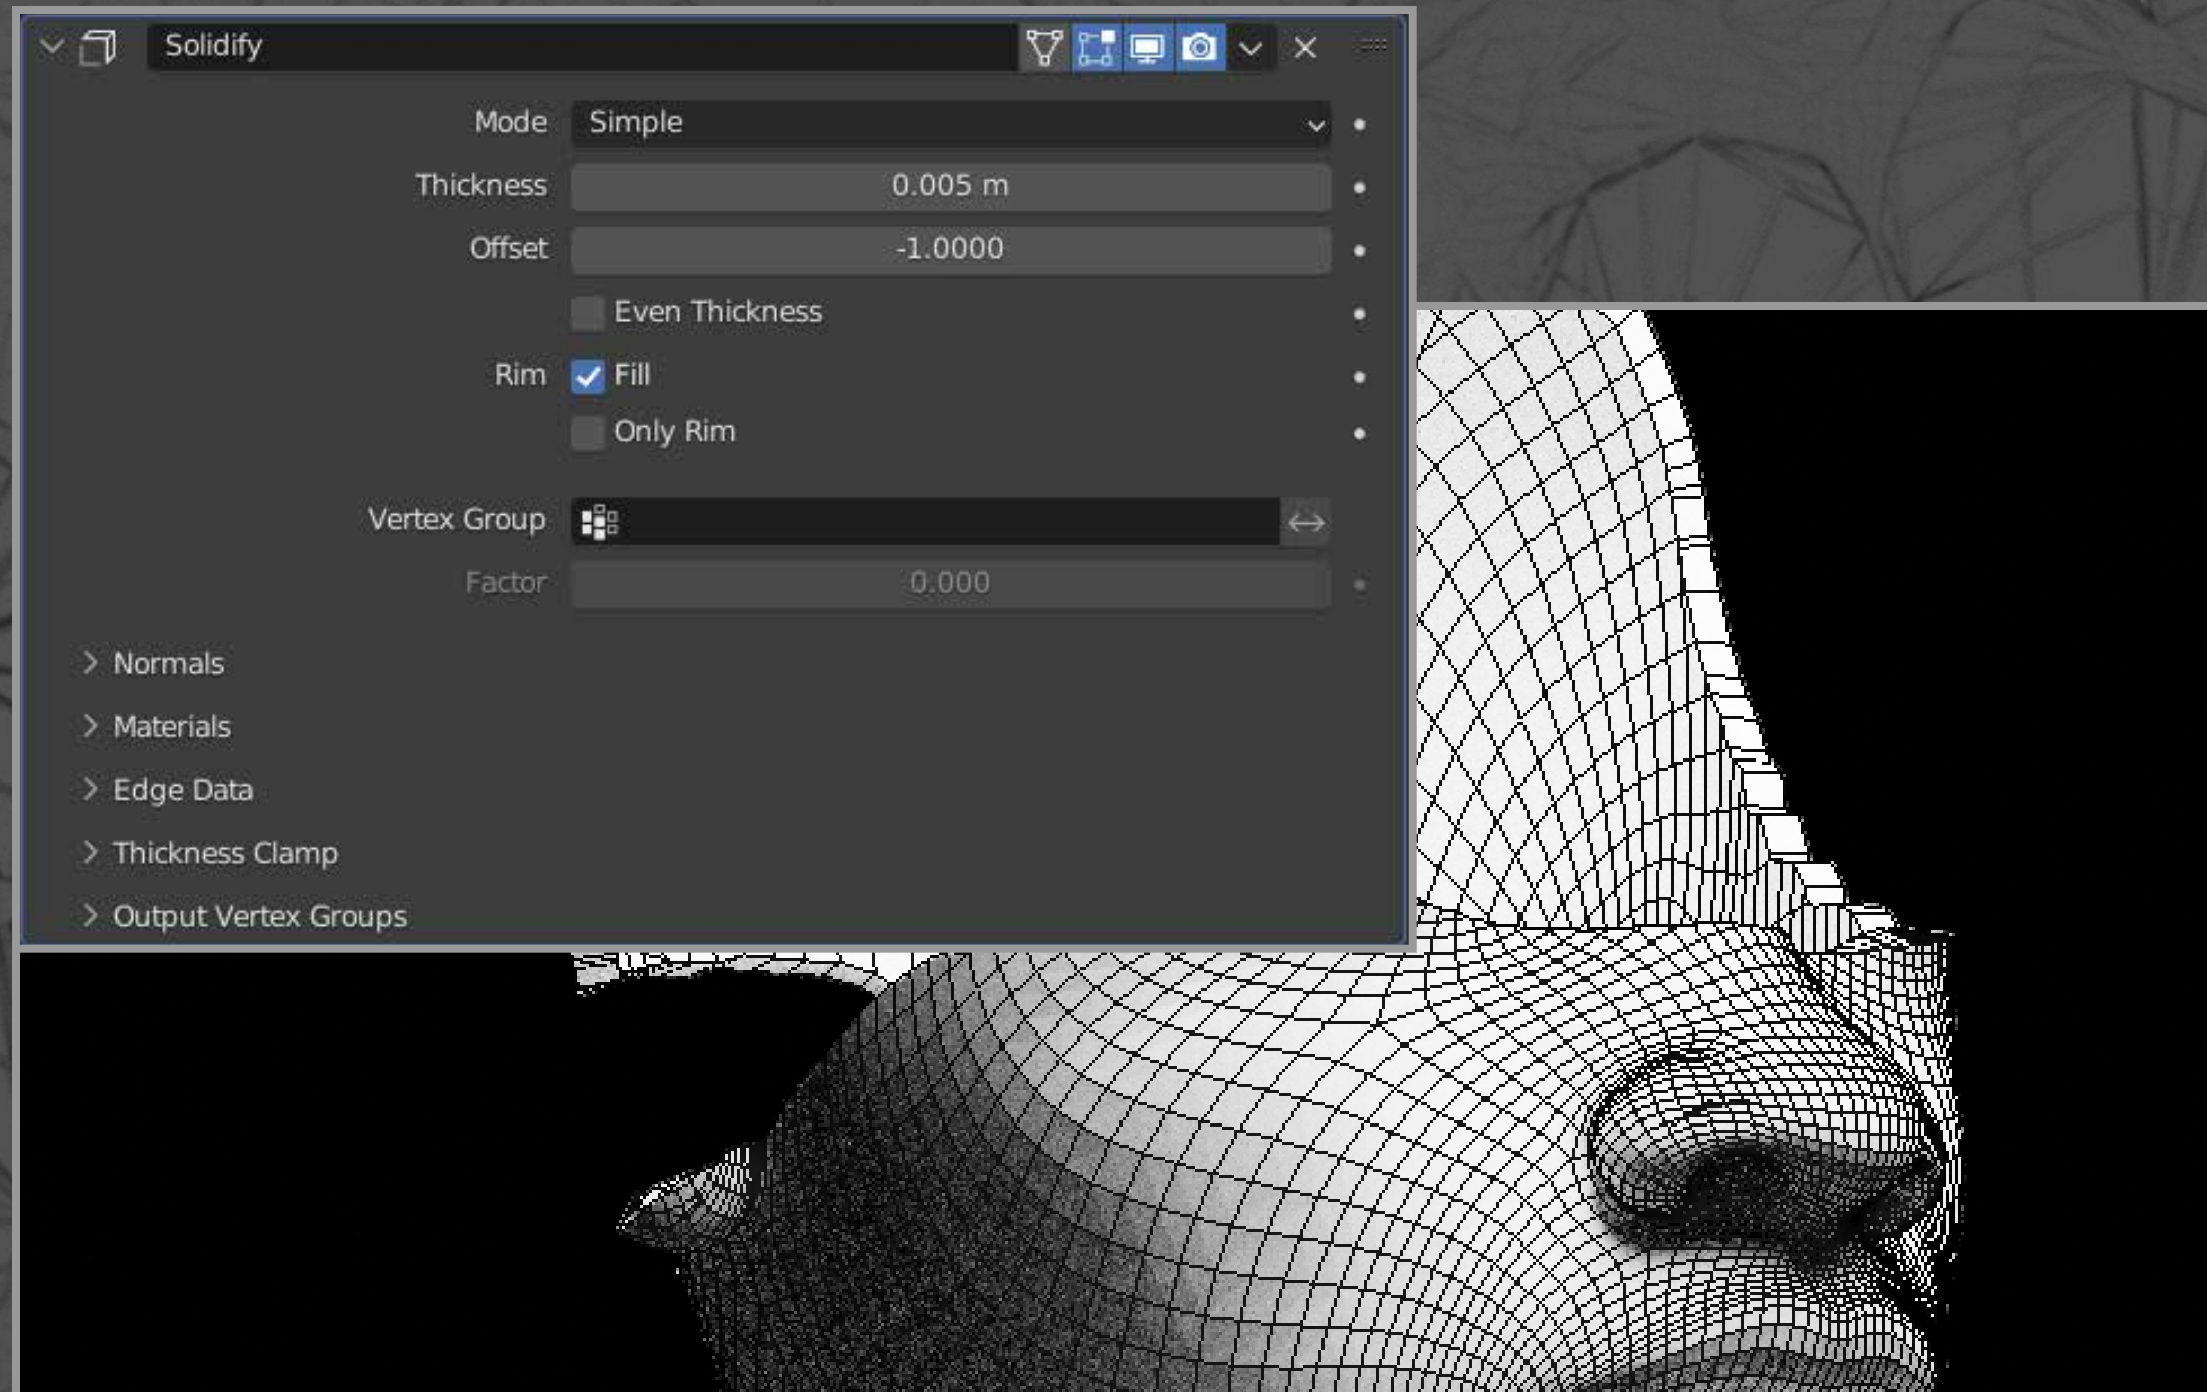 Solidify
Mode Simple
Thickness 0.005 m
Offset -1.0000
Even Thickness
Rim Fill
Only Rim
Vertex Group
Factor 0.000
Normals
Materials
Edge Data
Thickness Clamp
Output Vertex Groups